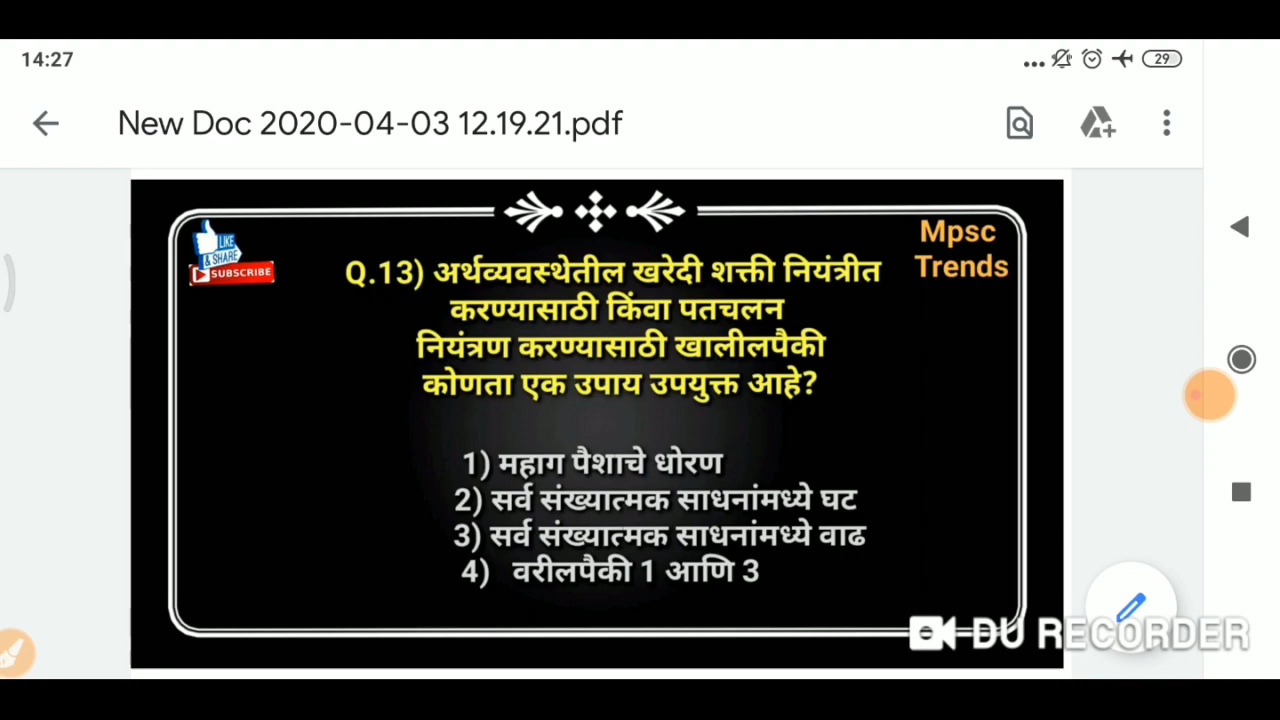 14:27
29
New Doc 2020-04-03 12.19.21.pdf
LIKE
& SHARE
SUBSCRIBE
Mpsc
Trends
Q.13) अर्थव्यवस्थेतील खरेदी शक्ती नियंत्रीत
करण्यासाठी किंवा पतचलन
नियंत्रण करण्यासाठी खालीलपैकी
कोणता एक उपाय उपयुक्त आहे?
1) महाग पैशाचे धोरण
2) सर्व संख्यात्मक साधनांमध्ये घट
3) सर्व संख्यात्मक साधनांमध्ये वाढ
4) वरीलपैकी 1 आणि 3
DU RECORDER